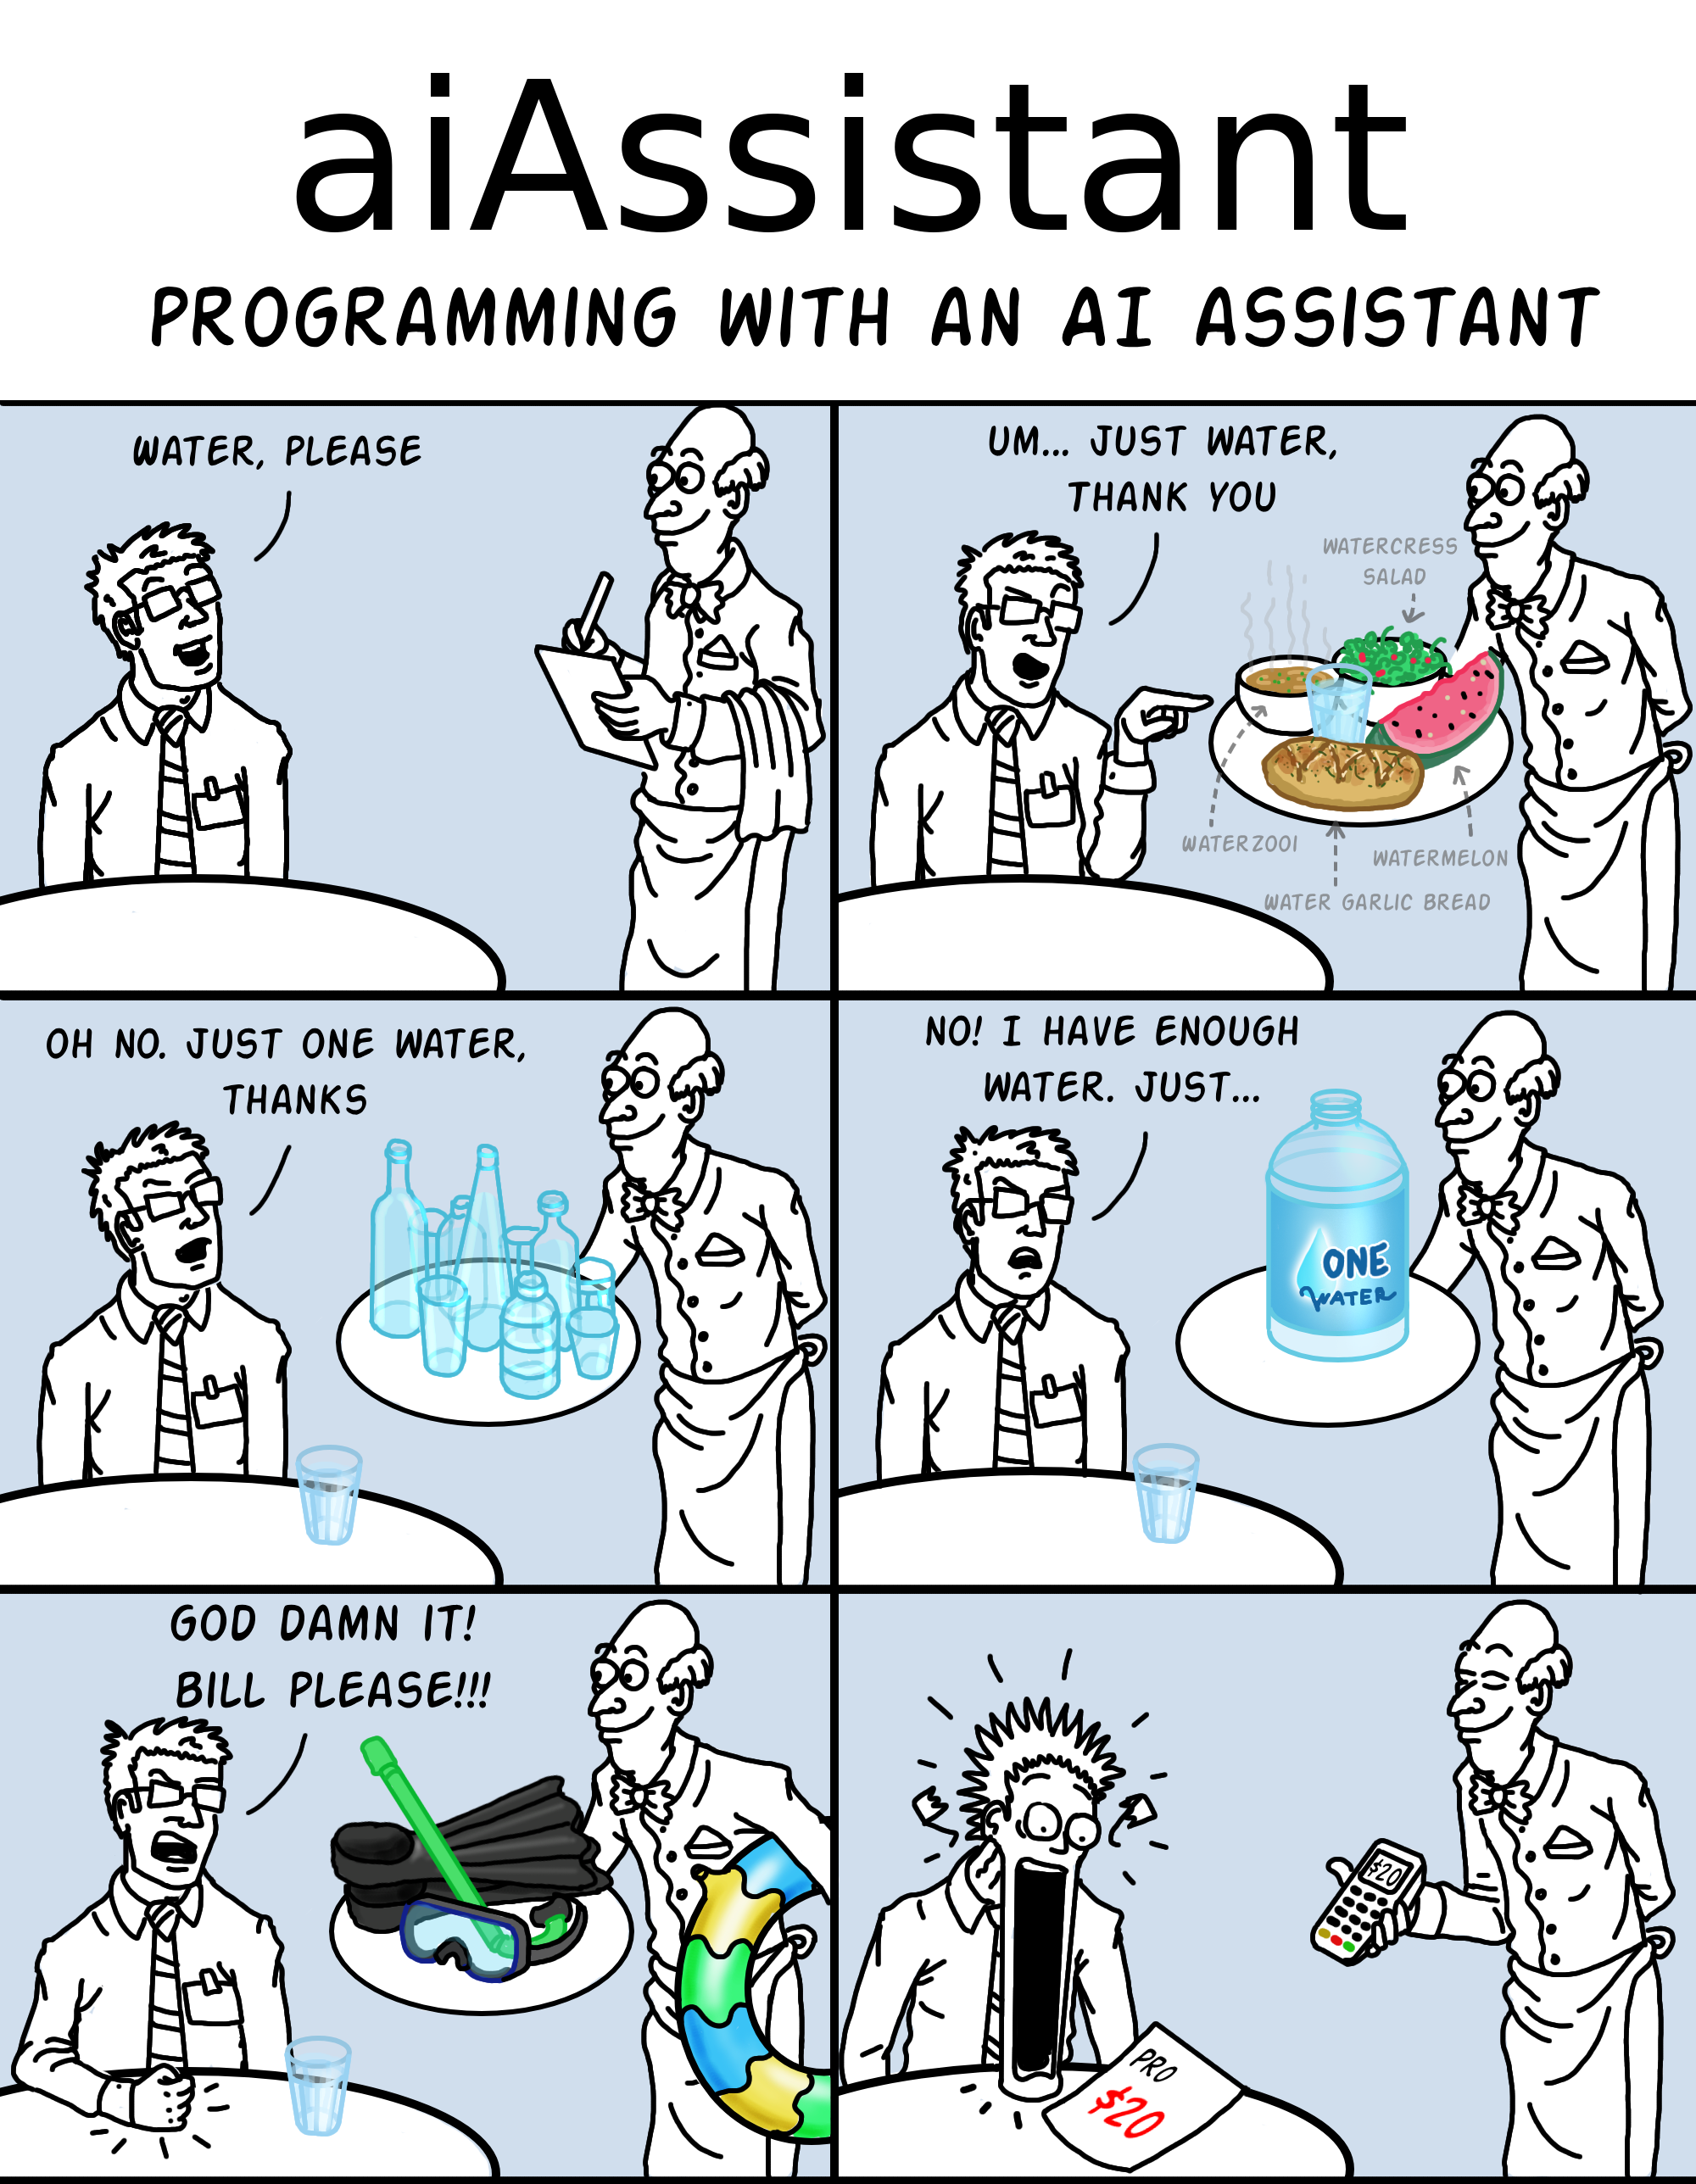 aiAssistant
PROGRAMMING WITH AN AI ASSISTANT
WATER, PLEASE
UM... JUST WATER,
THANK YOU
WATERCRESS
SALAD
WATERZOOI
WATERMELON
WATER GARLIC BREAD
OH NO. JUST ONE WATER,
THANKS
NO! I HAVE ENOUGH
WATER. JUST...
ONE
WATER
GOD DAMN IT!
BILL PLEASE!!!
$20
PRO
$20